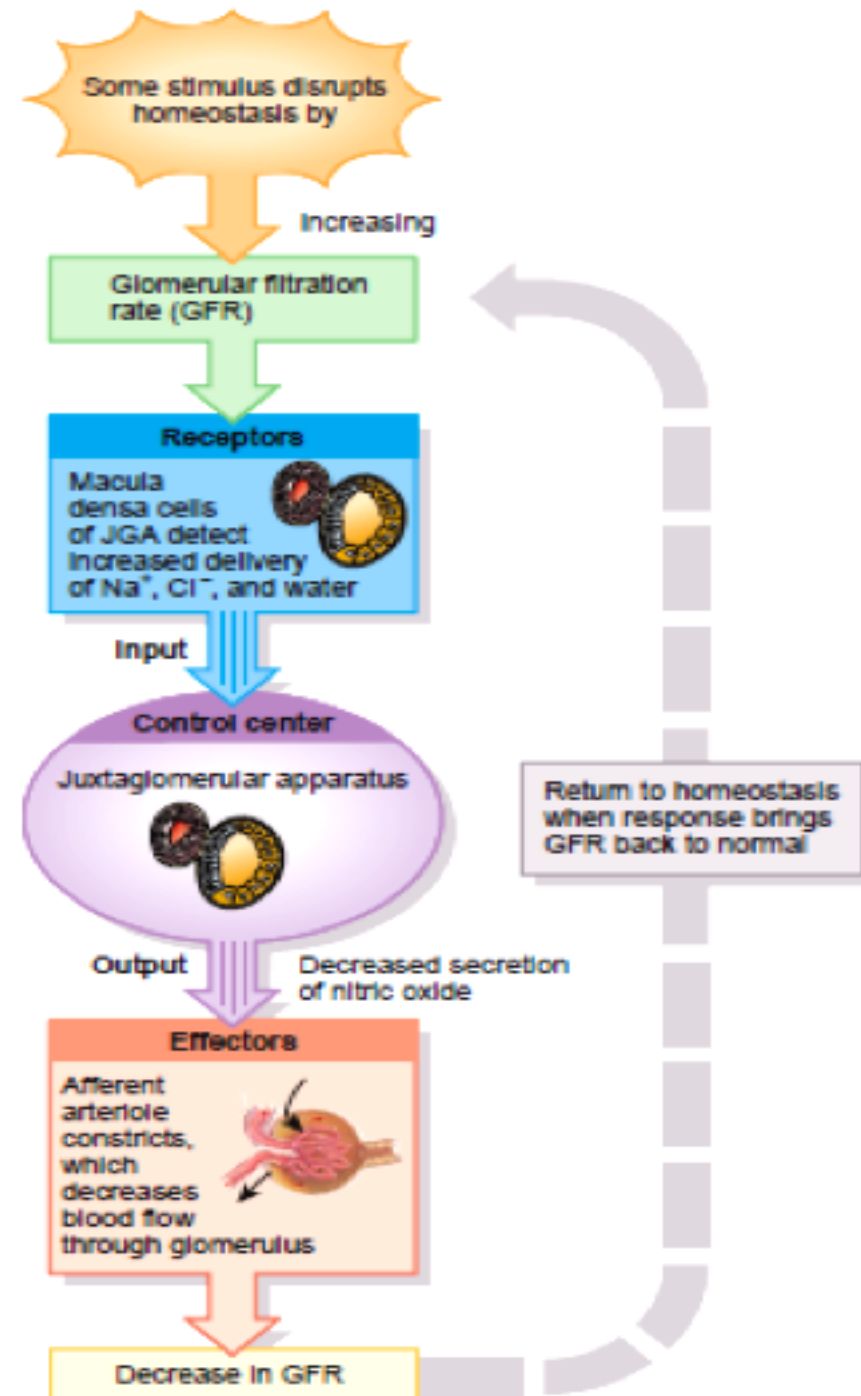 Some stimulus disrupts
homeostasis by
Increasing
Glomerular filtration
rate (GFR)
Receptors
Macula
densa cells
of JGA detect
increased delivery
of Na⁺, Cl⁻, and water
Input
Control center
Juxtaglomerular apparatus
Return to homeostasis
when response brings
GFR back to normal
Output
Decreased secretion
of nitric oxide
Effectors
Afferent
arteriole
constricts,
which
decreases
blood flow
through glomerulus
Decrease in GFR